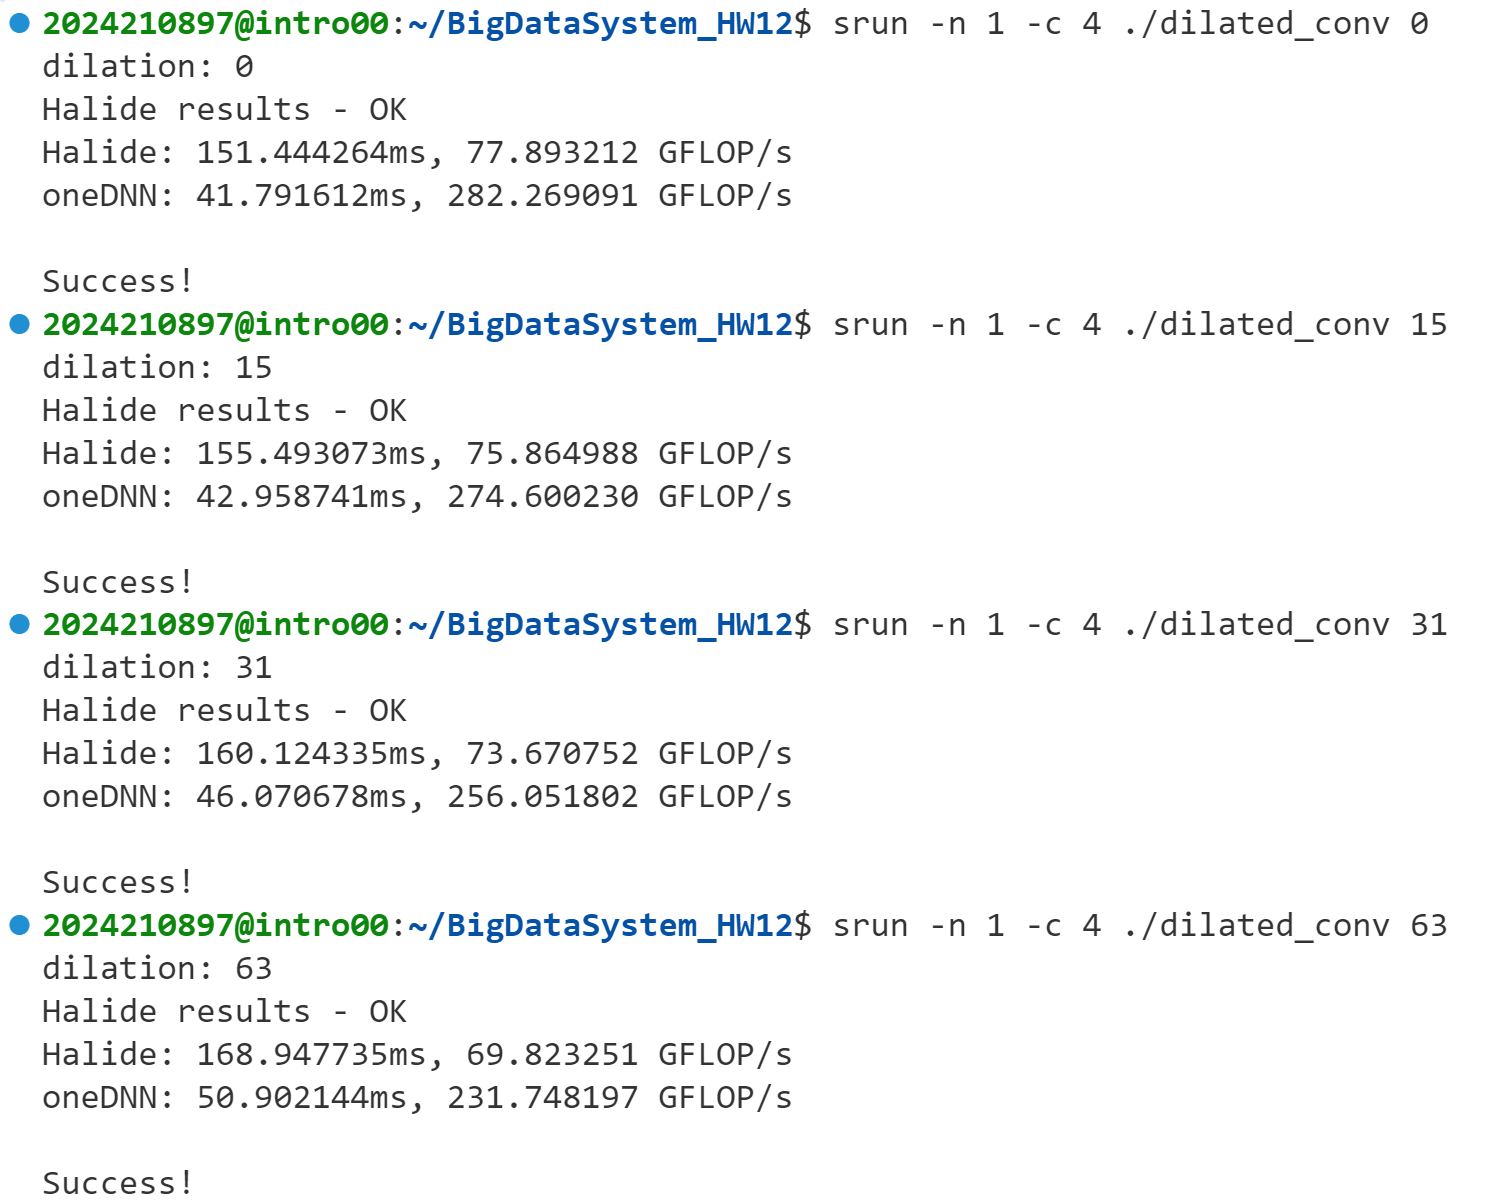 2024210897@intro00:~/BigDataSystem_HW12$ srun -n 1 -c 4 ./dilated_conv 0
dilation: 0
Halide results - OK
Halide: 151.444264ms, 77.893212 GFLOP/s
oneDNN: 41.791612ms, 282.269091 GFLOP/s

Success!
2024210897@intro00:~/BigDataSystem_HW12$ srun -n 1 -c 4 ./dilated_conv 15
dilation: 15
Halide results - OK
Halide: 155.493073ms, 75.864988 GFLOP/s
oneDNN: 42.958741ms, 274.600230 GFLOP/s

Success!
2024210897@intro00:~/BigDataSystem_HW12$ srun -n 1 -c 4 ./dilated_conv 31
dilation: 31
Halide results - OK
Halide: 160.124335ms, 73.670752 GFLOP/s
oneDNN: 46.070678ms, 256.051802 GFLOP/s

Success!
2024210897@intro00:~/BigDataSystem_HW12$ srun -n 1 -c 4 ./dilated_conv 63
dilation: 63
Halide results - OK
Halide: 168.947735ms, 69.823251 GFLOP/s
oneDNN: 50.902144ms, 231.748197 GFLOP/s

Success!